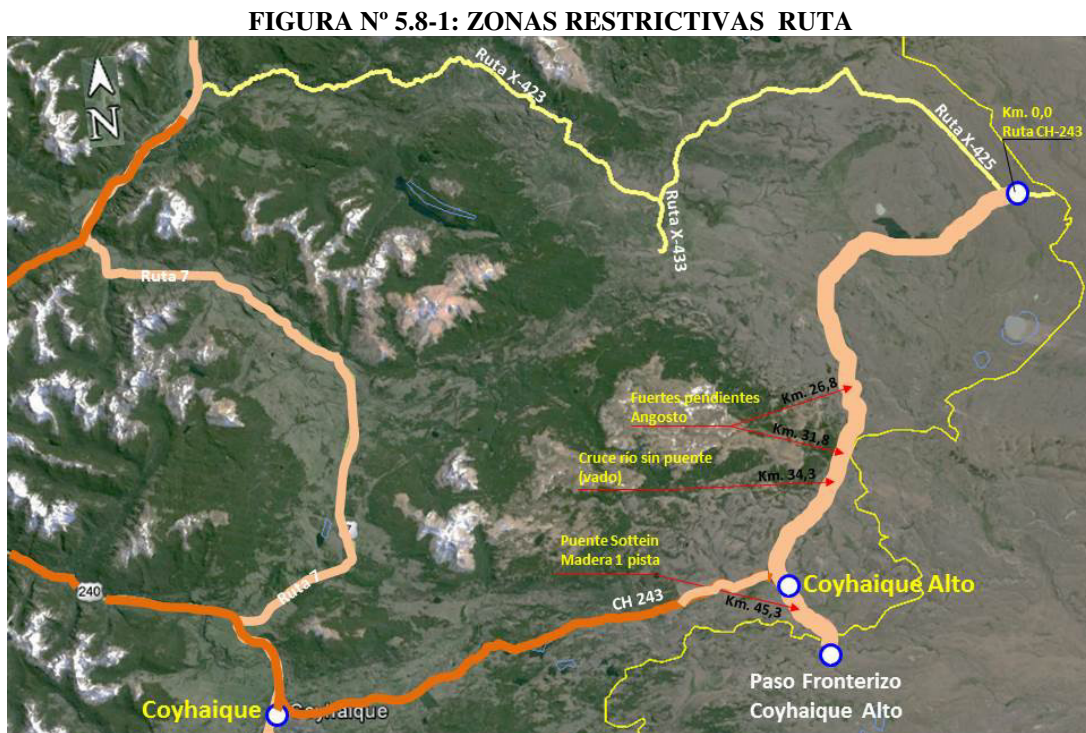 FIGURA Nº 5.8-1: ZONAS RESTRICTIVAS RUTA
N
Ruta X-423
Ruta X-425
Km. 0,0
Ruta CH-243
Ruta X-433
Ruta 7
Fuertes pendientes
Angosto
Km. 26,8
Km. 31,8
Cruce río sin puente
(vado)
Km. 34,3
7
Puente Sottein
Madera 1 pista
240
Ruta 7
CH 243
Km. 45,3
Coyhaique Alto
Coyhaique
Coyhaique
Paso Fronterizo
Coyhaique Alto